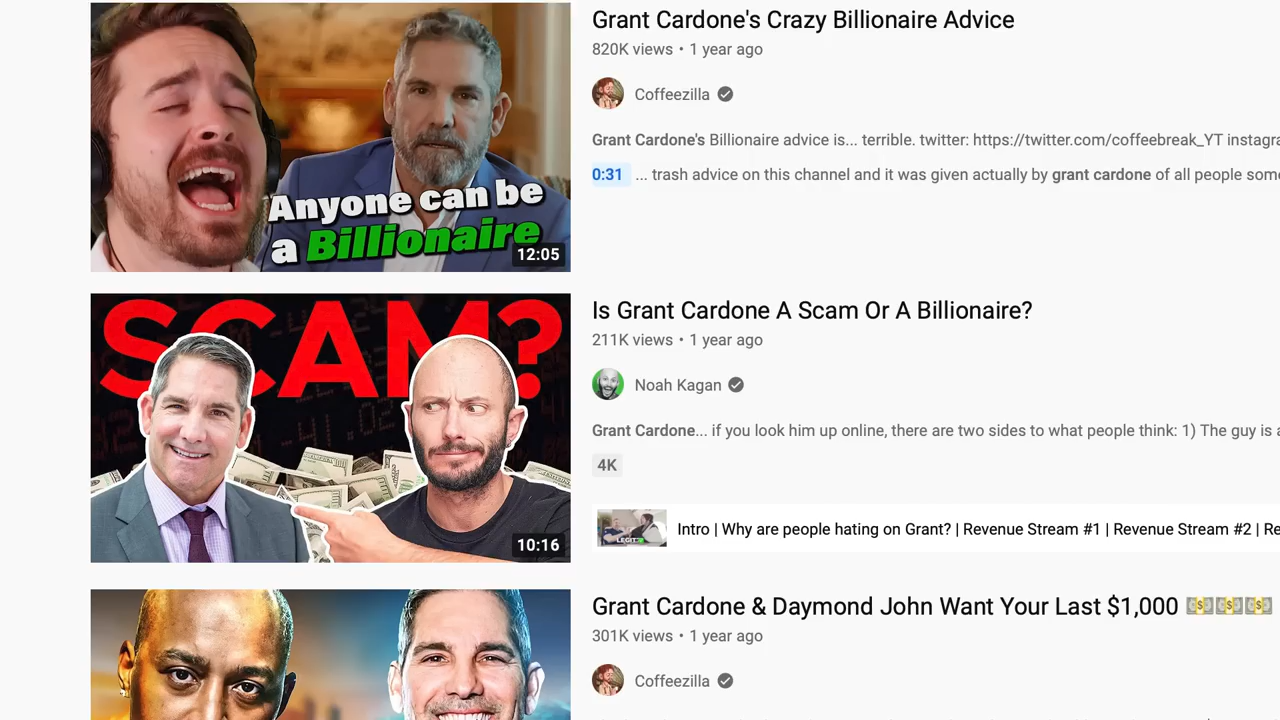 Anyone can be
a Billionaire
12:05
Grant Cardone's Crazy Billionaire Advice
820K views • 1 year ago
Coffeezilla
Grant Cardone's Billionaire advice is... terrible. twitter: https://twitter.com/coffeebreak_YT instagra
0:31 ... trash advice on this channel and it was given actually by grant cardone of all people some
SCAM?
10:16
Is Grant Cardone A Scam Or A Billionaire?
211K views • 1 year ago
Noah Kagan
Grant Cardone... if you look him up online, there are two sides to what people think: 1) The guy is a
4K
LEGIT
Intro | Why are people hating on Grant? | Revenue Stream #1 | Revenue Stream #2 | Re
Grant Cardone & Daymond John Want Your Last $1,000 💵💵💵
301K views • 1 year ago
Coffeezilla